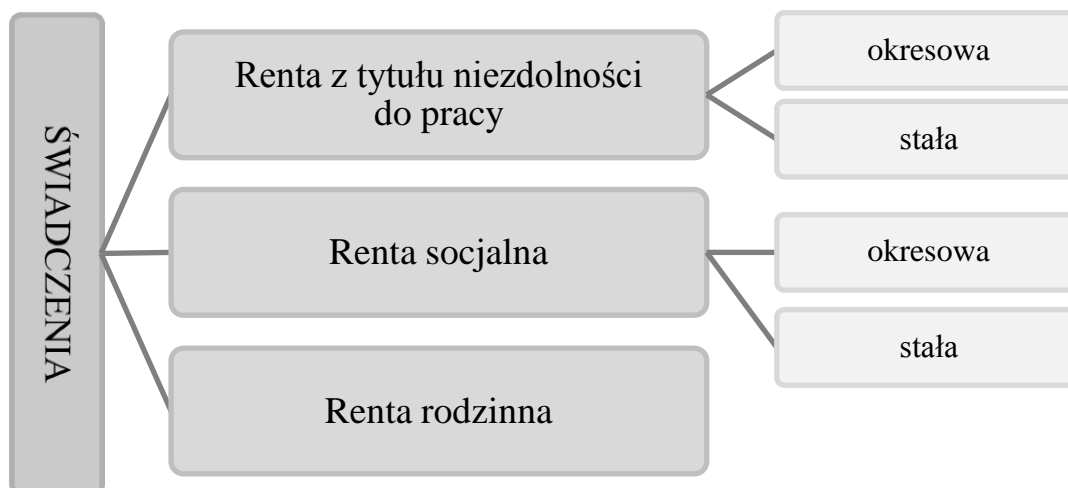 ŚWIADCZENIA
Renta z tytułu niezdolności
do pracy
okresowa
stała
Renta socjalna
okresowa
stała
Renta rodzinna